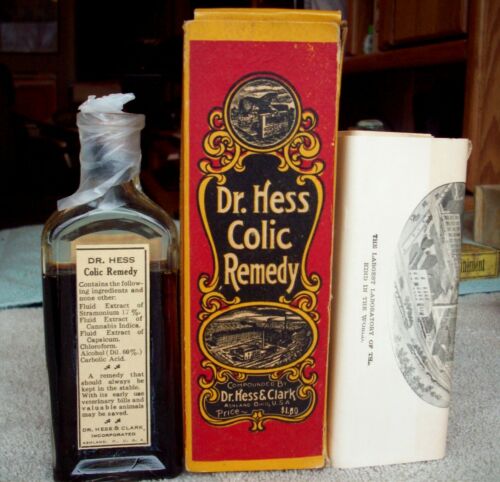 DR. HESS
Colic Remedy
Contains the follow-
ing ingredients and
none other:
Fluid Extract of
Stramonium 17 %.
Fluid Extract of
Cannabis Indica.
Fluid Extract of
Capsicum.
Chloroform.
Alcohol (Dil. 60%.)
Carbolic Acid.
A remedy that
should always be
kept in the stable.
With its early use
veterinary bills and
valuable animals
may be saved.
DR. HESS & CLARK
INCORPORATED
ASHLAND, O., U. S. A.
Dr. Hess
Colic
Remedy
COMPOUNDED BY
Dr. Hess & Clark
ASHLAND OHIO, U.S.A
Price $1.50
THE LARGEST LABORATORY OF
KIND IN THE WORLD.